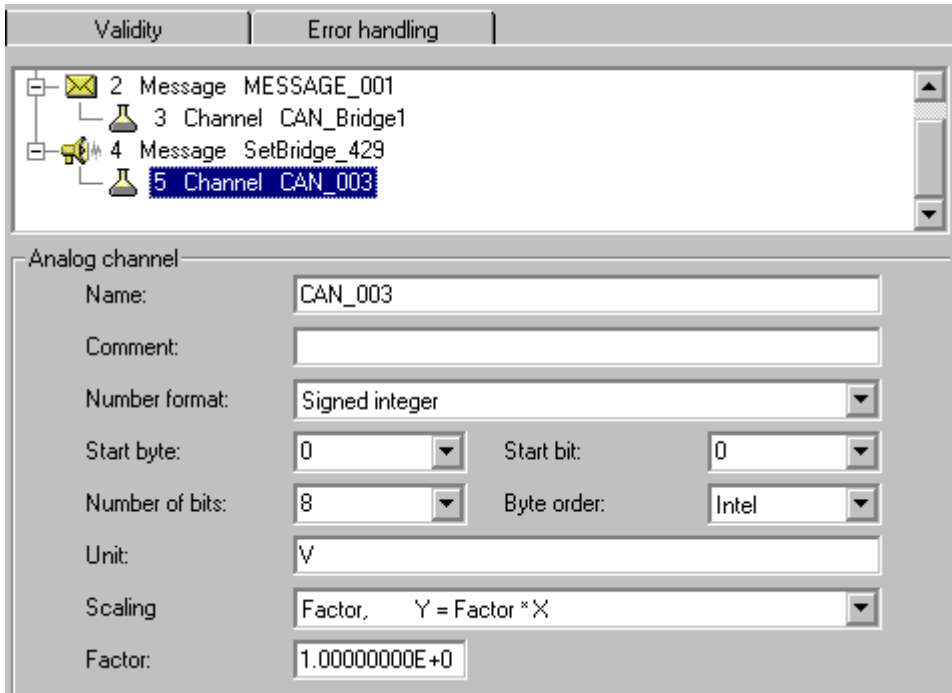 Validity Error handling
2 Message MESSAGE_001
3 Channel CAN_Bridge1
4 Message SetBridge_429
5 Channel CAN_003
Analog channel
Name: CAN_003
Comment:
Number format: Signed integer
Start byte: 0 Start bit: 0
Number of bits: 8 Byte order: Intel
Unit: V
Scaling Factor, Y = Factor * X
Factor: 1.00000000E+0